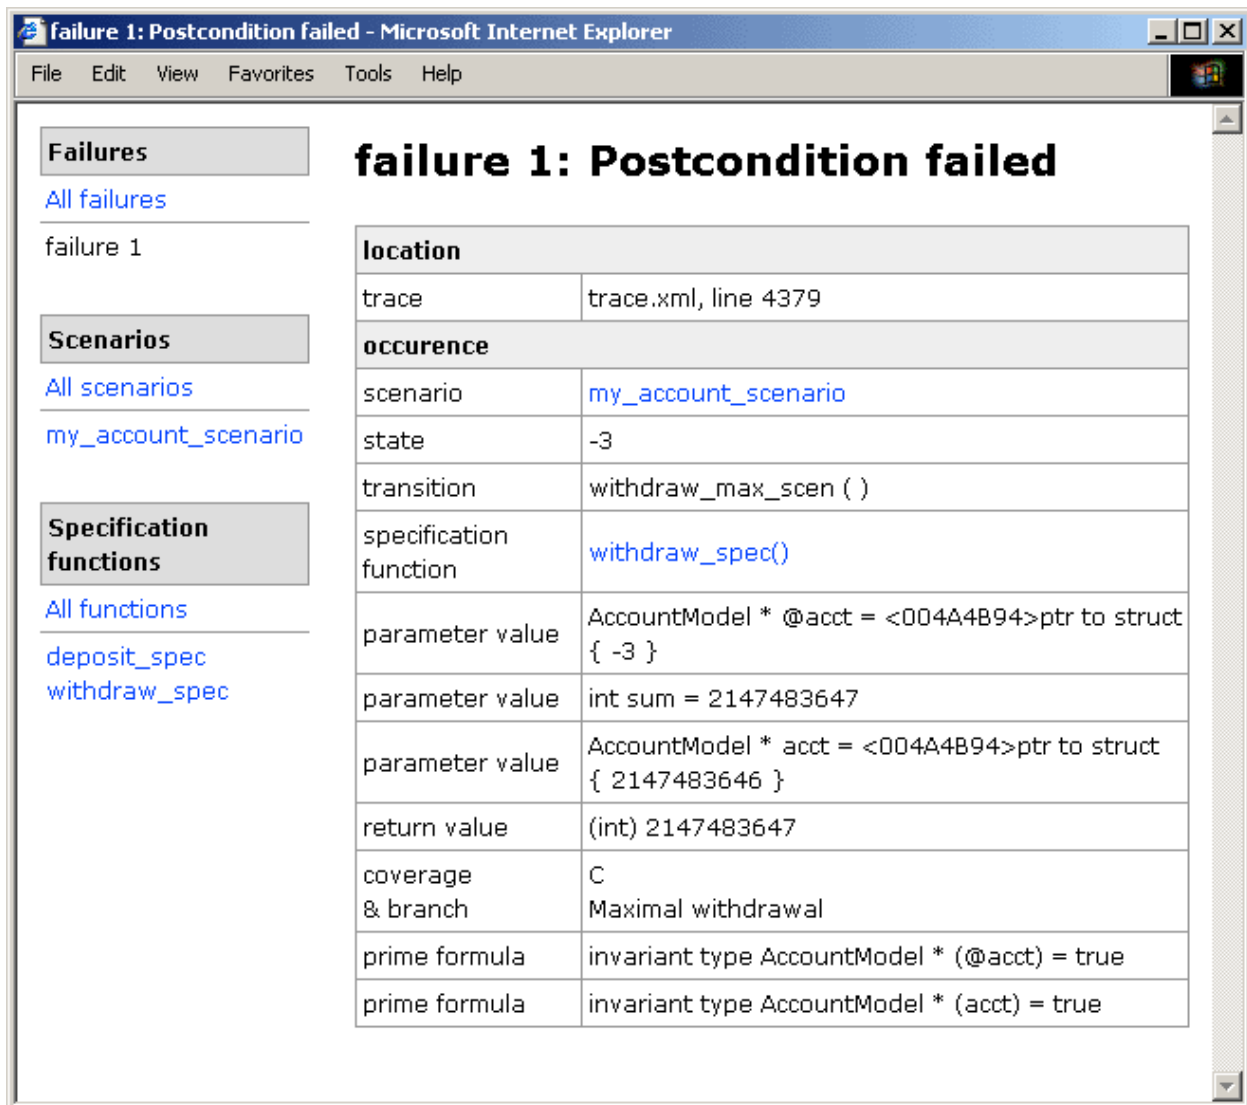 failure 1: Postcondition failed - Microsoft Internet Explorer
File Edit View Favorites Tools Help
Failures
All failures
failure 1
Scenarios
All scenarios
my_account_scenario
Specification
functions
All functions
deposit_spec
withdraw_spec
failure 1: Postcondition failed
location
trace trace.xml, line 4379
occurence
scenario my_account_scenario
state -3
transition withdraw_max_scen ( )
specification
function
withdraw_spec()
parameter value
AccountModel * @acct = <004A4B94>ptr to struct
{ -3 }
parameter value int sum = 2147483647
parameter value
AccountModel * acct = <004A4B94>ptr to struct
{ 2147483646 }
return value (int) 2147483647
coverage C
& branch Maximal withdrawal
prime formula invariant type AccountModel * (@acct) = true
prime formula invariant type AccountModel * (acct) = true